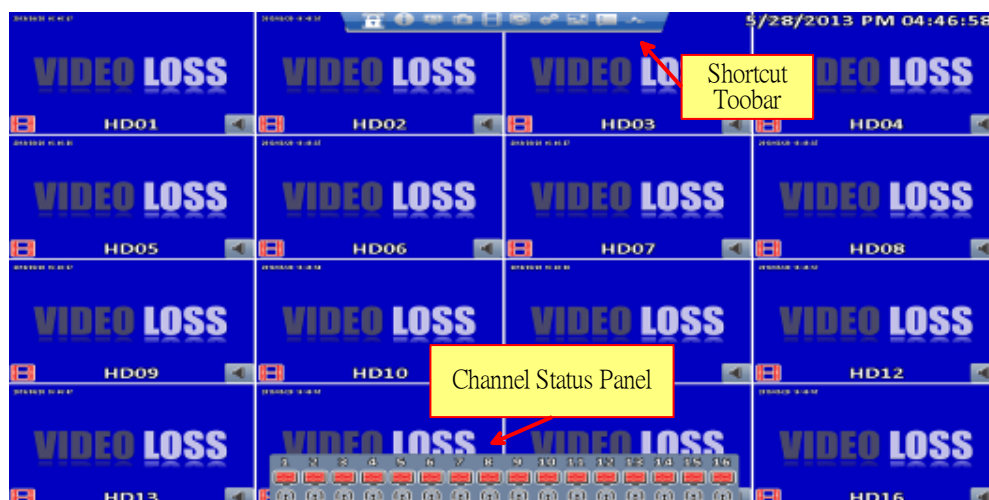 5/28/2013 PM 04:46:58
VIDEO LOSS
VIDEO LOSS
VIDEO
VIDEO LOSS
Shortcut
Toobar
HD01
HD02
HD03
HD04
VIDEO LOSS
VIDEO LOSS
VIDEO LOSS
VIDEO LOSS
HD05
HD06
HD07
HD08
VIDEO LOSS
VIDEO LOSS
VIDEO LOSS
VIDEO LOSS
HD09
HD10
HD12
Channel Status Panel
VIDEO LOSS
VIDEO LOSS
VIDEO LOSS
VIDEO LOSS
1 2 3 4 5 6 7 8 9 10 11 12 13 14 15 16
HD13
HD16